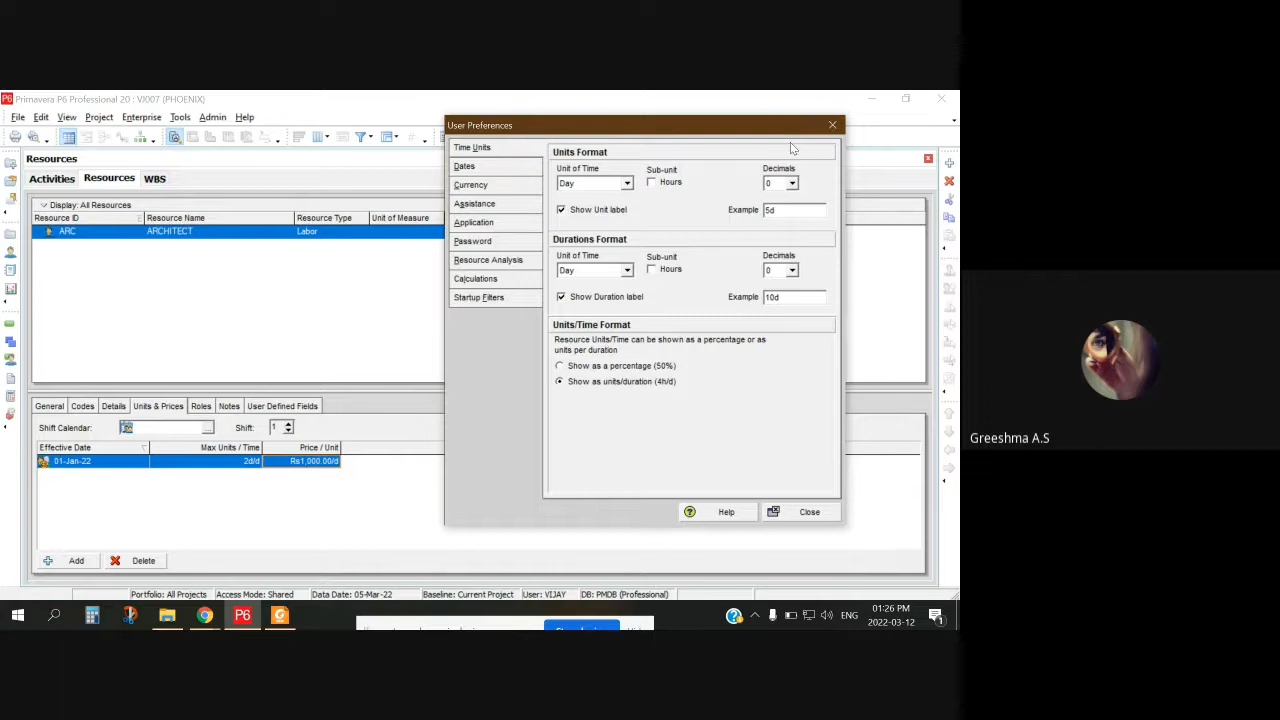 Primavera P6 Professional 20 : VJ007 (PHOENIX)
File Edit View Project Enterprise Tools Admin Help
Resources
Activities Resources WBS
Display: All Resources
Resource ID Resource Name Resource Type Unit of Measure
ARC ARCHITECT Labor
General Codes Details Units & Prices Roles Notes User Defined Fields
Shift Calendar: ... Shift: 1
Effective Date Max Units / Time Price / Unit
01-Jan-22 2d/d Rs1,000.00/d
Add Delete
User Preferences
Time Units
Dates
Currency
Assistance
Application
Password
Resource Analysis
Calculations
Startup Filters
Units Format
Unit of Time Sub-unit Decimals
Day Hours 0
Show Unit label Example 5d
Durations Format
Unit of Time Sub-unit Decimals
Day Hours 0
Show Duration label Example 10d
Units/Time Format
Resource Units/Time can be shown as a percentage or as
units per duration
Show as a percentage (50%)
Show as units/duration (4h/d)
Help Close
Portfolio: All Projects Access Mode: Shared Data Date: 05-Mar-22 Baseline: Current Project User: VIJAY DB: PMDB (Professional)
P6 ENG 01:26 PM
2022-03-12
Greeshma A.S